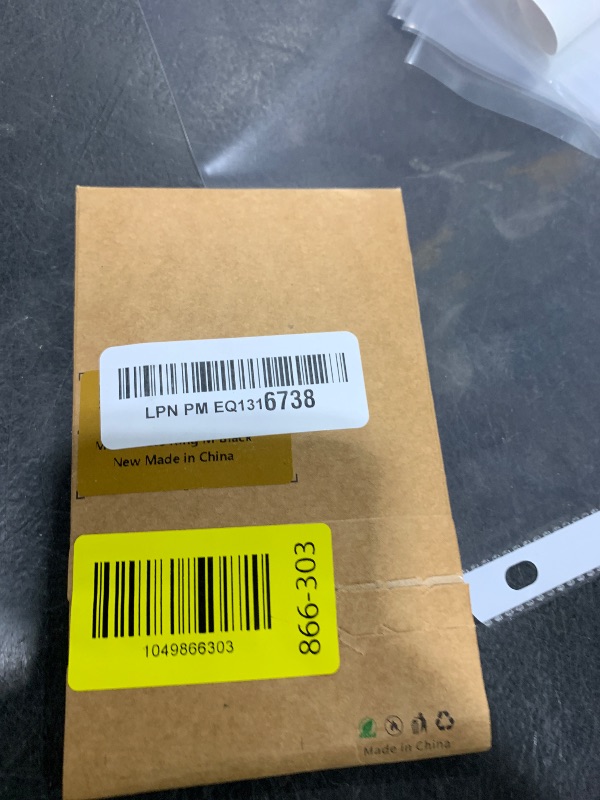 LPN PM EQ1316738
Black
New Made in China
1049866303
866-303
Made in China